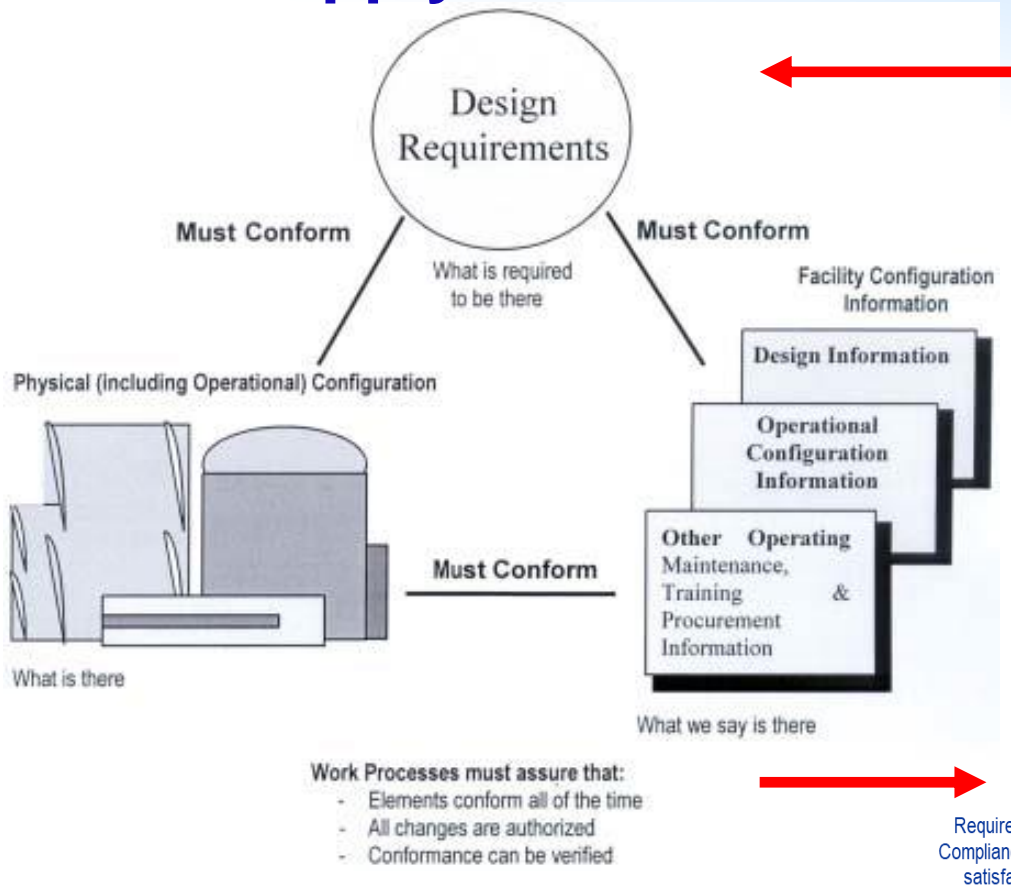 Design
Requirements
Must Conform
Must Conform
What is required
to be there
Facility Configuration
Information
Design Information
Physical (including Operational) Configuration
Operational
Configuration
Information
Other Operating
Maintenance,
Training &
Procurement
Information
Must Conform
What is there
What we say is there
Work Processes must assure that:
- Elements conform all of the time
- All changes are authorized
- Conformance can be verified